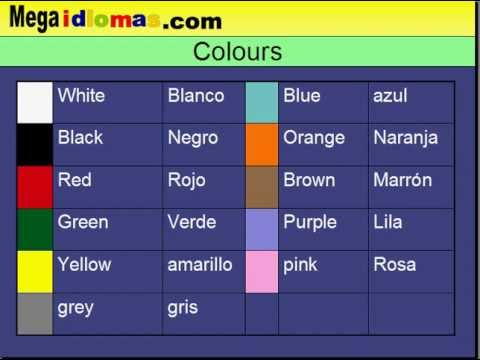 Megaidiomas.com
Colours
White Blanco Blue azul
Black Negro Orange Naranja
Red Rojo Brown Marrón
Green Verde Purple Lila
Yellow amarillo pink Rosa
grey gris